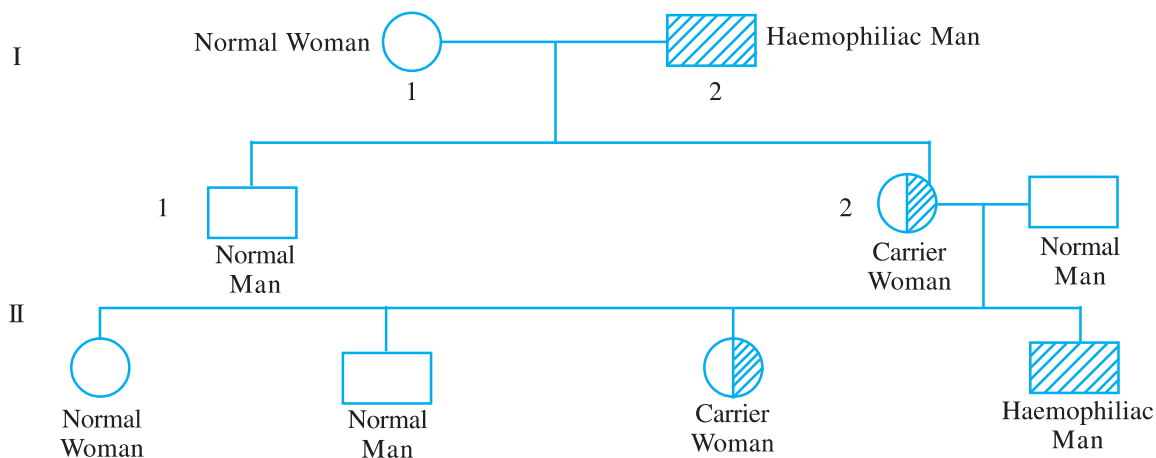 Normal Woman
Haemophiliac Man
I
1
2
1
2
Normal
Man
Carrier
Woman
Normal
Man
II
Normal
Woman
Normal
Man
Carrier
Woman
Haemophiliac
Man